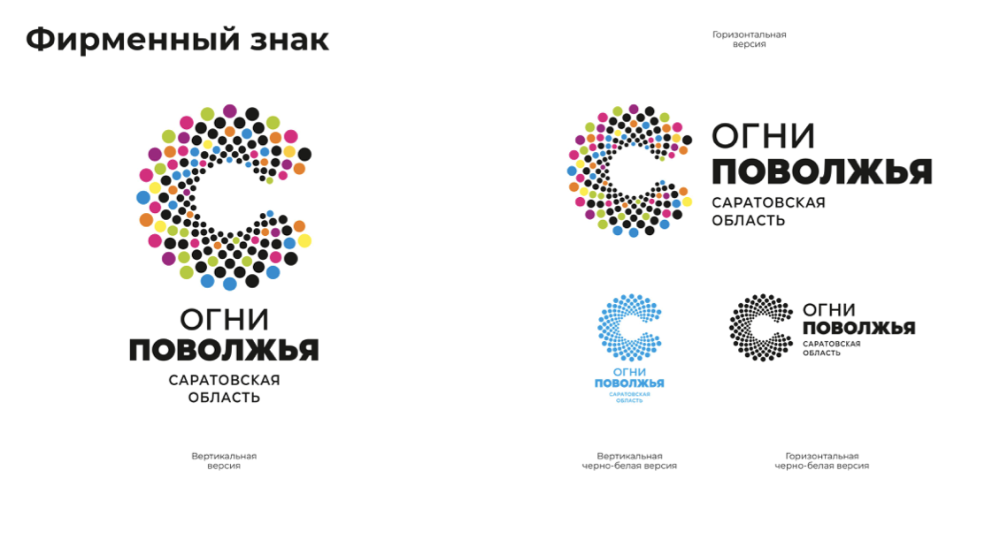 Фирменный знак
ОГНИ
ПОВОЛЖЬЯ
САРАТОВСКАЯ
ОБЛАСТЬ
Вертикальная
версия
Горизонтальная
версия
ОГНИ
ПОВОЛЖЬЯ
САРАТОВСКАЯ
ОБЛАСТЬ
ОГНИ
ПОВОЛЖЬЯ
САРАТОВСКАЯ
ОБЛАСТЬ
Вертикальная
черно-белая версия
ОГНИ
ПОВОЛЖЬЯ
САРАТОВСКАЯ
ОБЛАСТЬ
Горизонтальная
черно-белая версия